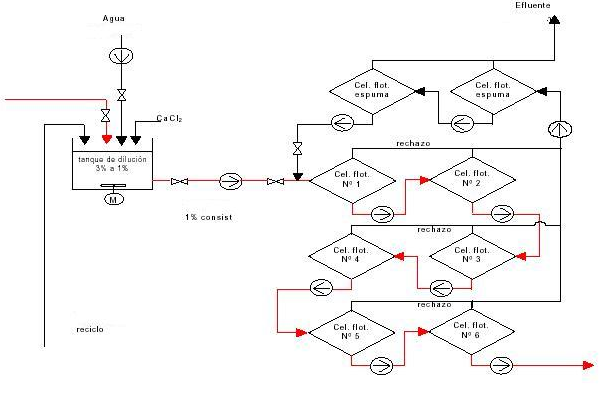 Efluente
Agua
Cel. flot.
espuma
Cel. flot.
espuma
CaCl₂
rechazo
tanque de dilución
3% a 1%
Cel. flot.
Nº 1
Cel. flot.
Nº 2
M
1% consist
rechazo
Cel. flot.
Nº 4
Cel. flot.
Nº 3
rechazo
reciclo
Cel. flot.
Nº 5
Cel. flot.
Nº 6